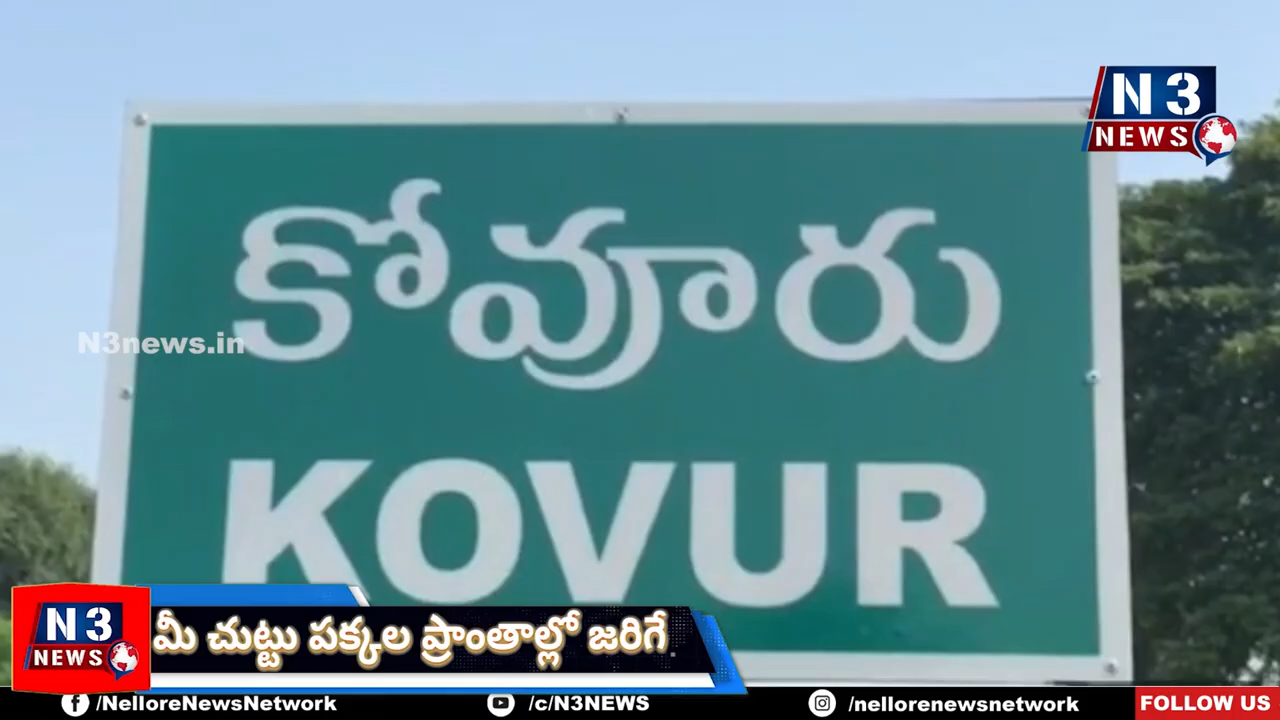 N3
NEWS
కోవూరు
N3news.in
KOVUR
N3
NEWS
మీ చుట్టు పక్కల ప్రాంతాల్లో జరిగే
/NelloreNewsNetwork
/c/N3NEWS
/nellorenewsnetwork
FOLLOW US